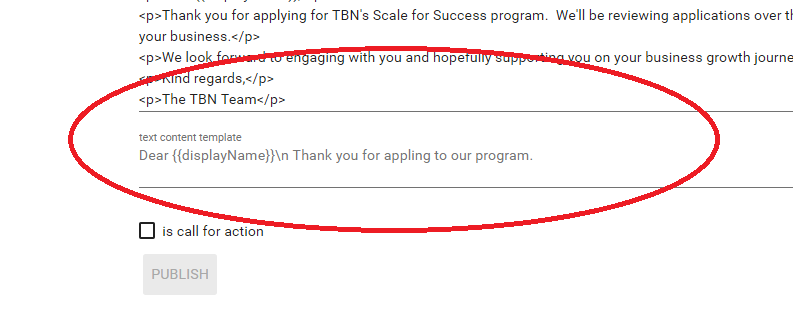 <p>Thank you for applying for TBN's Scale for Success program.  We'll be reviewing applications over th
your business.</p>
<p>We look forward to engaging with you and hopefully supporting you on your business growth journe
<p>Kind regards,</p>
<p>The TBN Team</p>
text content template
Dear {{displayName}}\n Thank you for appling to our program.
is call for action
PUBLISH